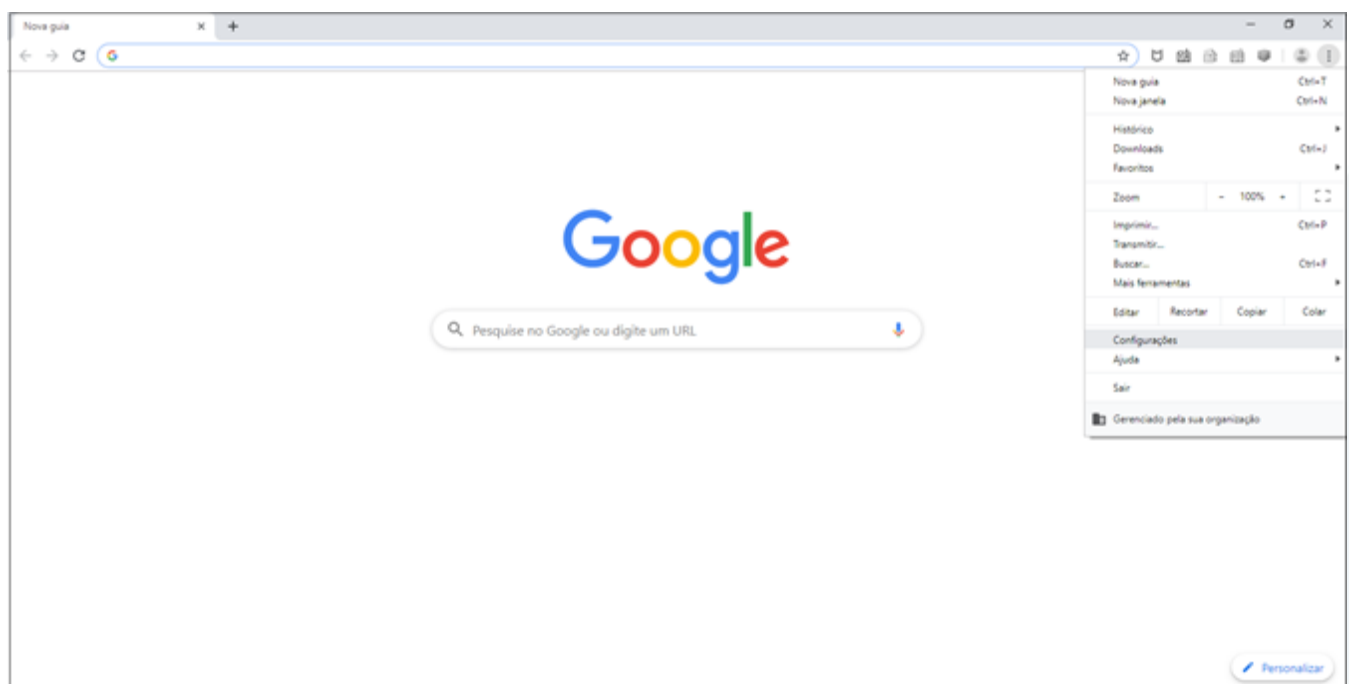 Nova guia
Nova guia Ctrl+T
Nova janela Ctrl+N
Histórico
Downloads Ctrl+J
Favoritos
Zoom - 100% +
Google
Imprimir... Ctrl+P
Transmitir...
Buscar... Ctrl+F
Mais ferramentas
Editar Recortar Copiar Colar
Pesquise no Google ou digite um URL
Configurações
Ajuda
Sair
Gerenciado pela sua organização
Personalizar